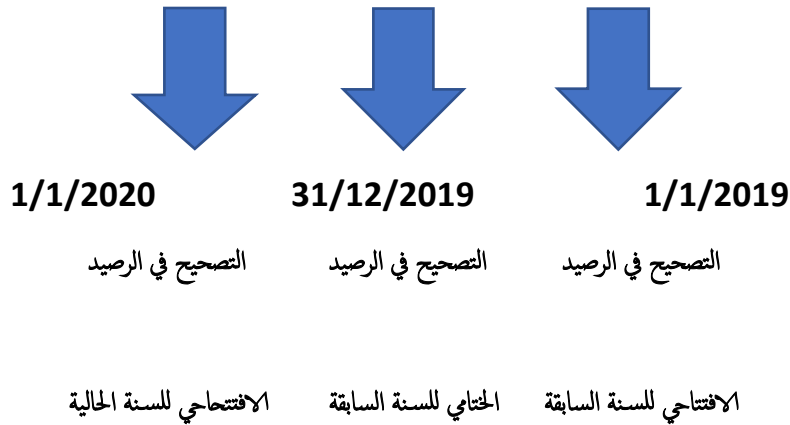 1/1/2019 31/12/2019 1/1/2020
التصحيح في الرصيد التصحيح في الرصيد التصحيح في الرصيد
الافتتاحي للسنة السابقة الختامي للسنة السابقة الافتتحاحي للسنة الحالية